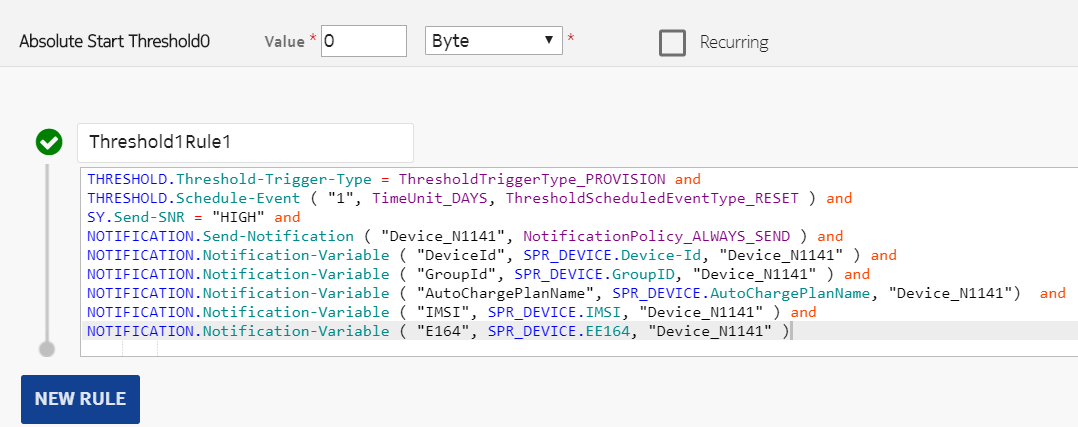 Absolute Start Threshold0 Value * 0 Byte ▼ * Recurring
Threshold1Rule1
THRESHOLD.Threshold-Trigger-Type = ThresholdTriggerType_PROVISION and
THRESHOLD.Schedule-Event ( "1", TimeUnit_DAYS, ThresholdScheduledEventType_RESET ) and
SY.Send-SNR = "HIGH" and
NOTIFICATION.Send-Notification ( "Device_N1141", NotificationPolicy_ALWAYS_SEND ) and
NOTIFICATION.Notification-Variable ( "DeviceId", SPR_DEVICE.Device-Id, "Device_N1141" ) and
NOTIFICATION.Notification-Variable ( "GroupId", SPR_DEVICE.GroupID, "Device_N1141" ) and
NOTIFICATION.Notification-Variable ( "AutoChargePlanName", SPR_DEVICE.AutoChargePlanName, "Device_N1141")  and
NOTIFICATION.Notification-Variable ( "IMSI", SPR_DEVICE.IMSI, "Device_N1141" ) and
NOTIFICATION.Notification-Variable ( "E164", SPR_DEVICE.EE164, "Device_N1141" )
NEW RULE